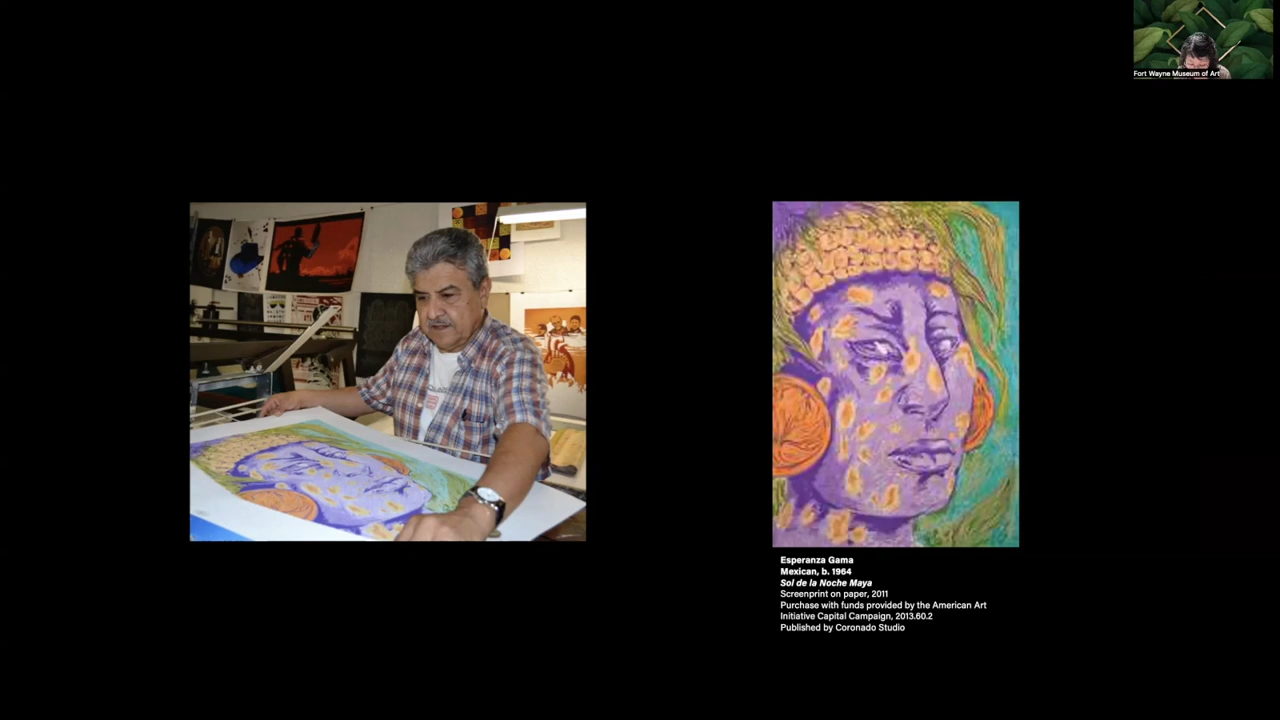 Fort Wayne Museum of Art
Esperanza Gama
Mexican, b. 1964
Sol de la Noche Maya
Screenprint on paper, 2011
Purchase with funds provided by the American Art
Initiative Capital Campaign, 2013.60.2
Published by Coronado Studio